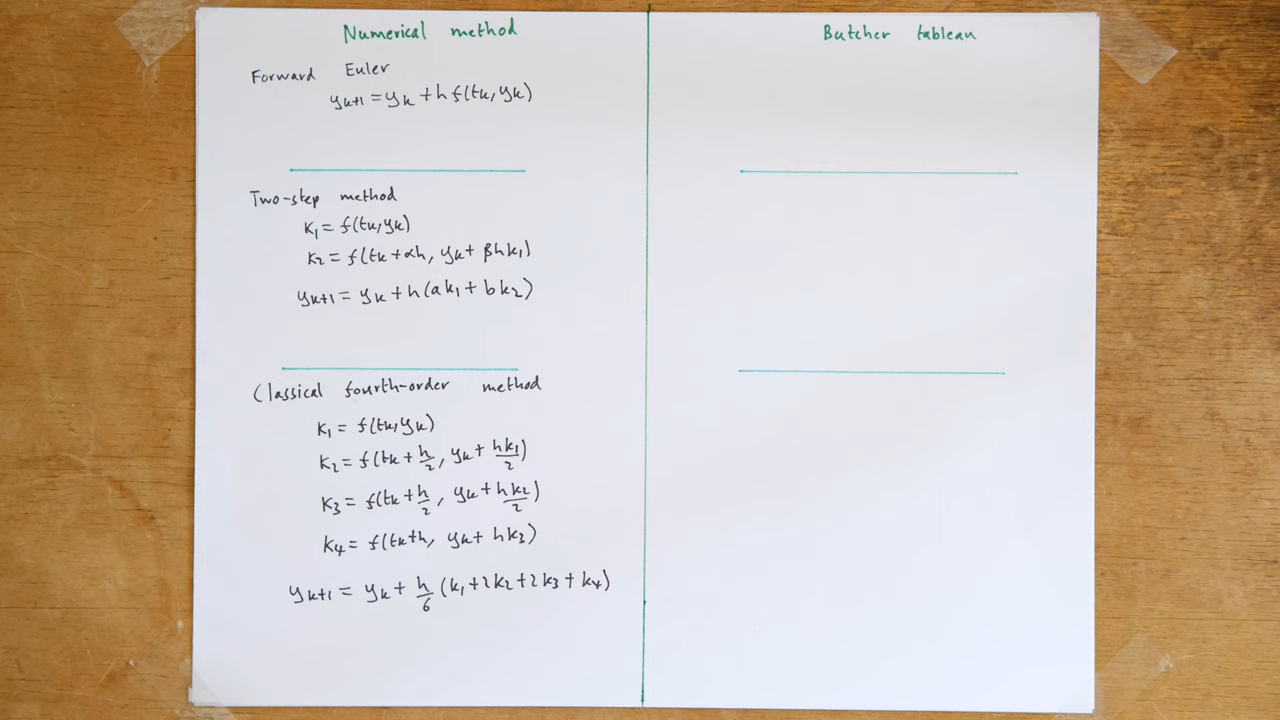 Numerical method
Butcher tableau
Forward Euler
yₖ₊₁ = yₖ + h f(tₖ, yₖ)
Two-step method
k₁ = f(tₖ, yₖ)
k₂ = f(tₖ + αh, yₖ + βhk₁)
yₖ₊₁ = yₖ + h(ak₁ + bk₂)
Classical fourth-order method
k₁ = f(tₖ, yₖ)
k₂ = f(tₖ + h/2, yₖ + hk₁/2)
k₃ = f(tₖ + h/2, yₖ + hk₂/2)
k₄ = f(tₖ + h, yₖ + hk₃)
yₖ₊₁ = yₖ + h/6 (k₁ + 2k₂ + 2k₃ + k₄)